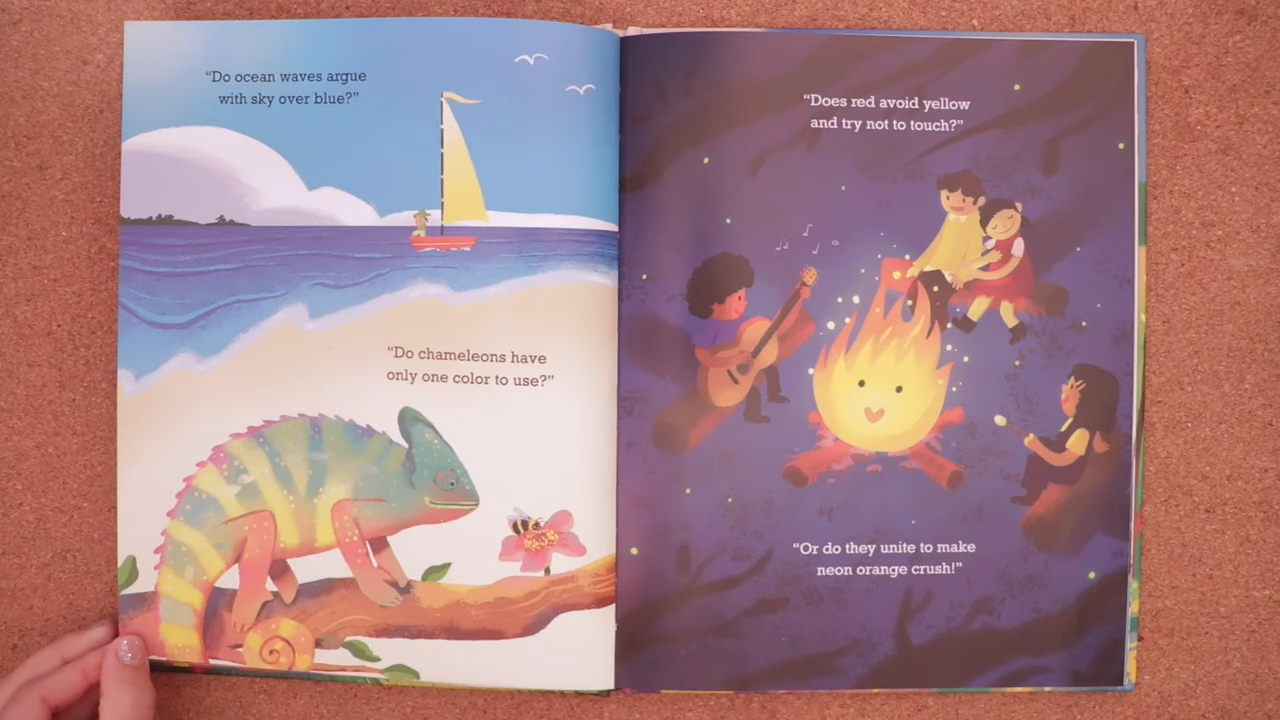 “Do ocean waves argue
with sky over blue?”
“Do chameleons have
only one color to use?”
“Does red avoid yellow
and try not to touch?”
“Or do they unite to make
neon orange crush!”